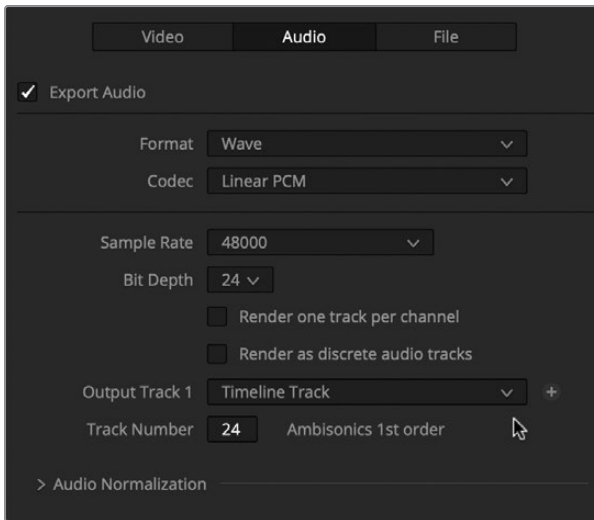 Video Audio File
Export Audio
Format Wave
Codec Linear PCM
Sample Rate 48000
Bit Depth 24
Render one track per channel
Render as discrete audio tracks
Output Track 1 Timeline Track
Track Number 24 Ambisonics 1st order
Audio Normalization